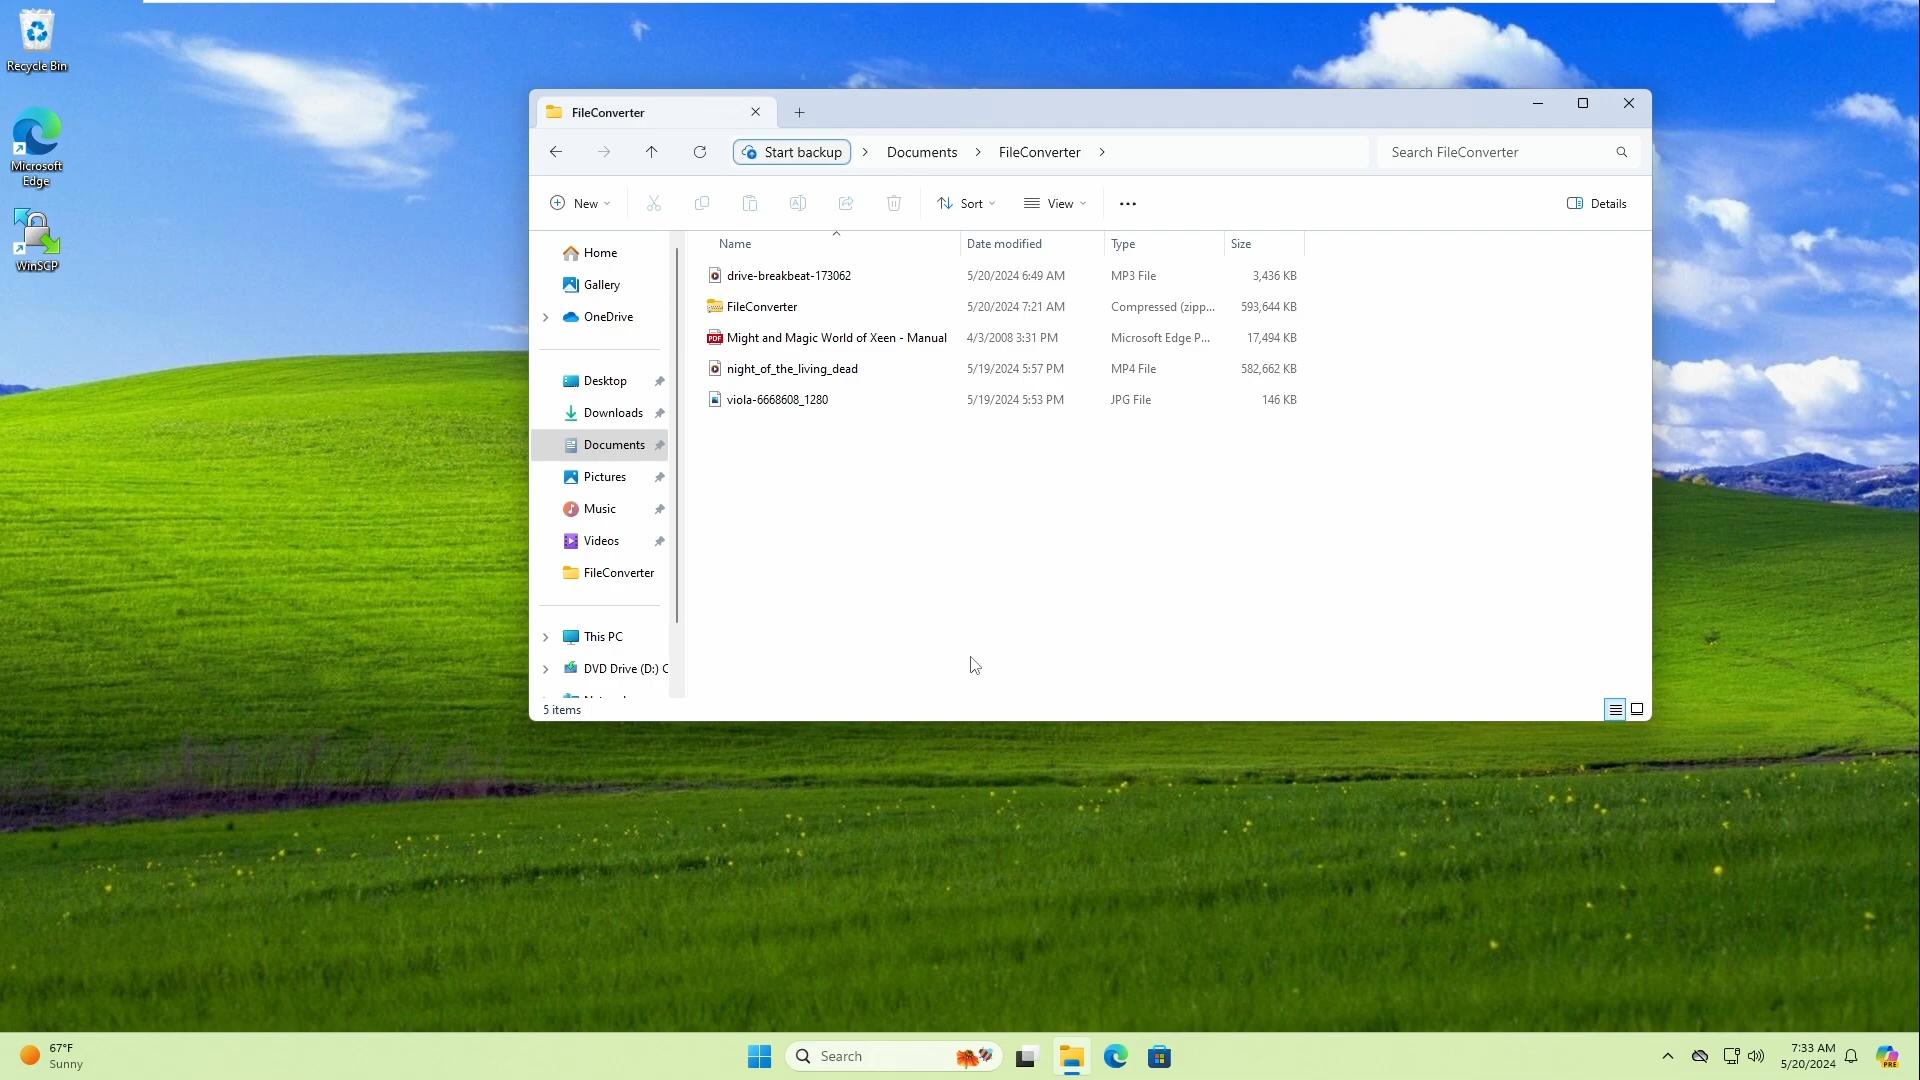 Recycle Bin
Microsoft
Edge
WinSCP
FileConverter
Start backup
Documents
FileConverter
Search FileConverter
New
Sort
View
Details
Home
Gallery
OneDrive
Desktop
Downloads
Documents
Pictures
Music
Videos
FileConverter
This PC
DVD Drive (D:) C
Name Date modified Type Size
drive-breakbeat-173062 5/20/2024 6:49 AM MP3 File 3,436 KB
FileConverter 5/20/2024 7:21 AM Compressed (zipp... 593,644 KB
Might and Magic World of Xeen - Manual 4/3/2008 3:31 PM Microsoft Edge P... 17,494 KB
night_of_the_living_dead 5/19/2024 5:57 PM MP4 File 582,662 KB
viola-6668608_1280 5/19/2024 5:53 PM JPG File 146 KB
5 items
67°F
Sunny
Search
7:33 AM
5/20/2024
PRE